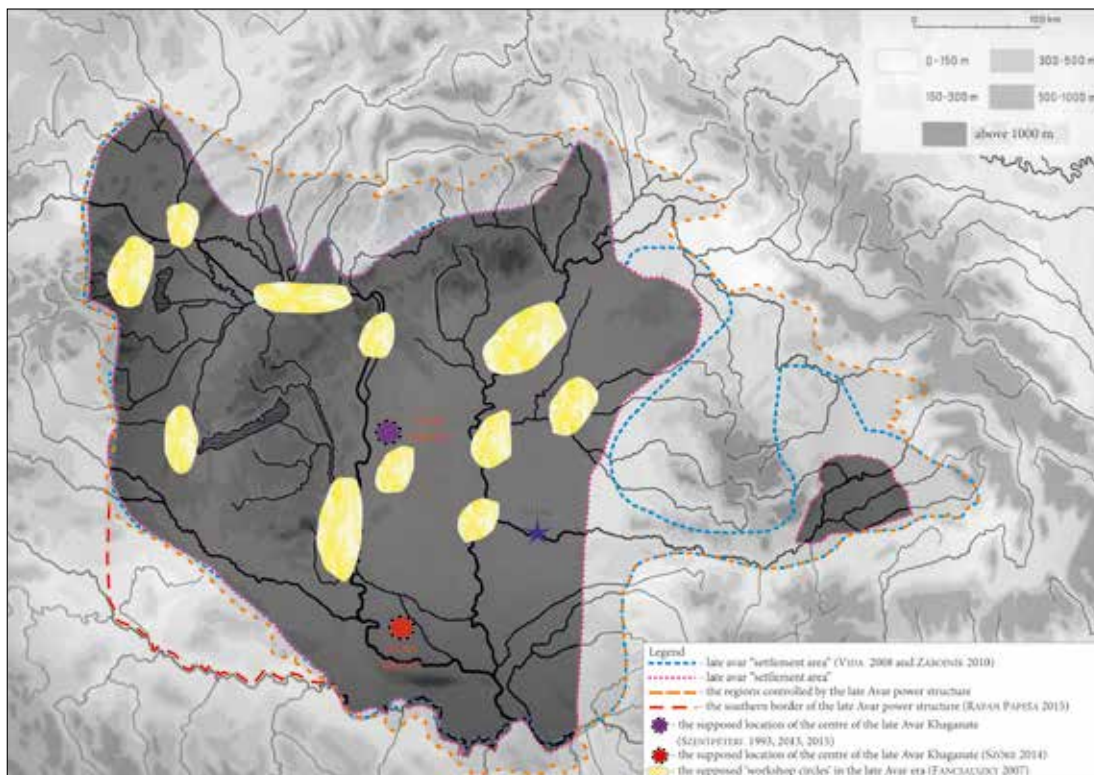 0 100 km
0-150 m 300-500 m
150-300 m 500-1000 m
above 1000 m
Legend
- late avar "settlement area" (VIDA 2008 and ZÁBOJNÍK 2010)
- late avar "settlement area"
- the regions controlled by the late Avar power structure
- the southern border of the late Avar power structure (RAPAN PAPEŠA 2015)
- the supposed location of the centre of the late Avar Khaganate
(SZENTPÉTERI 1993, 2013, 2015)
- the supposed location of the centre of the late Avar Khaganate (SZŐKE 2014)
- the supposed 'workshop circles' in the late Avar era (FANCSALSZKY 2007)